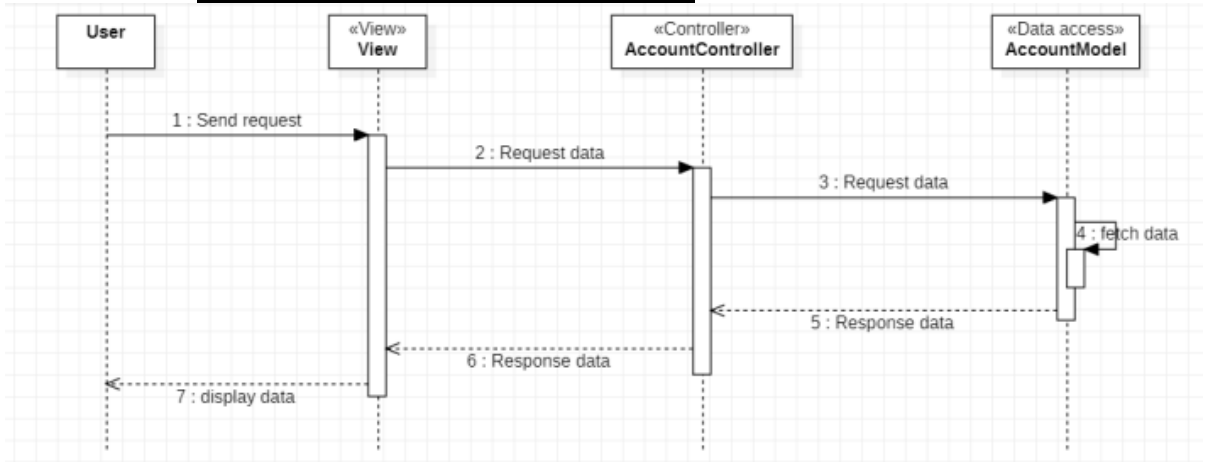 User
«View»
View
«Controller»
AccountController
«Data access»
AccountModel
1 : Send request
2 : Request data
3 : Request data
4 : fetch data
5 : Response data
6 : Response data
7 : display data